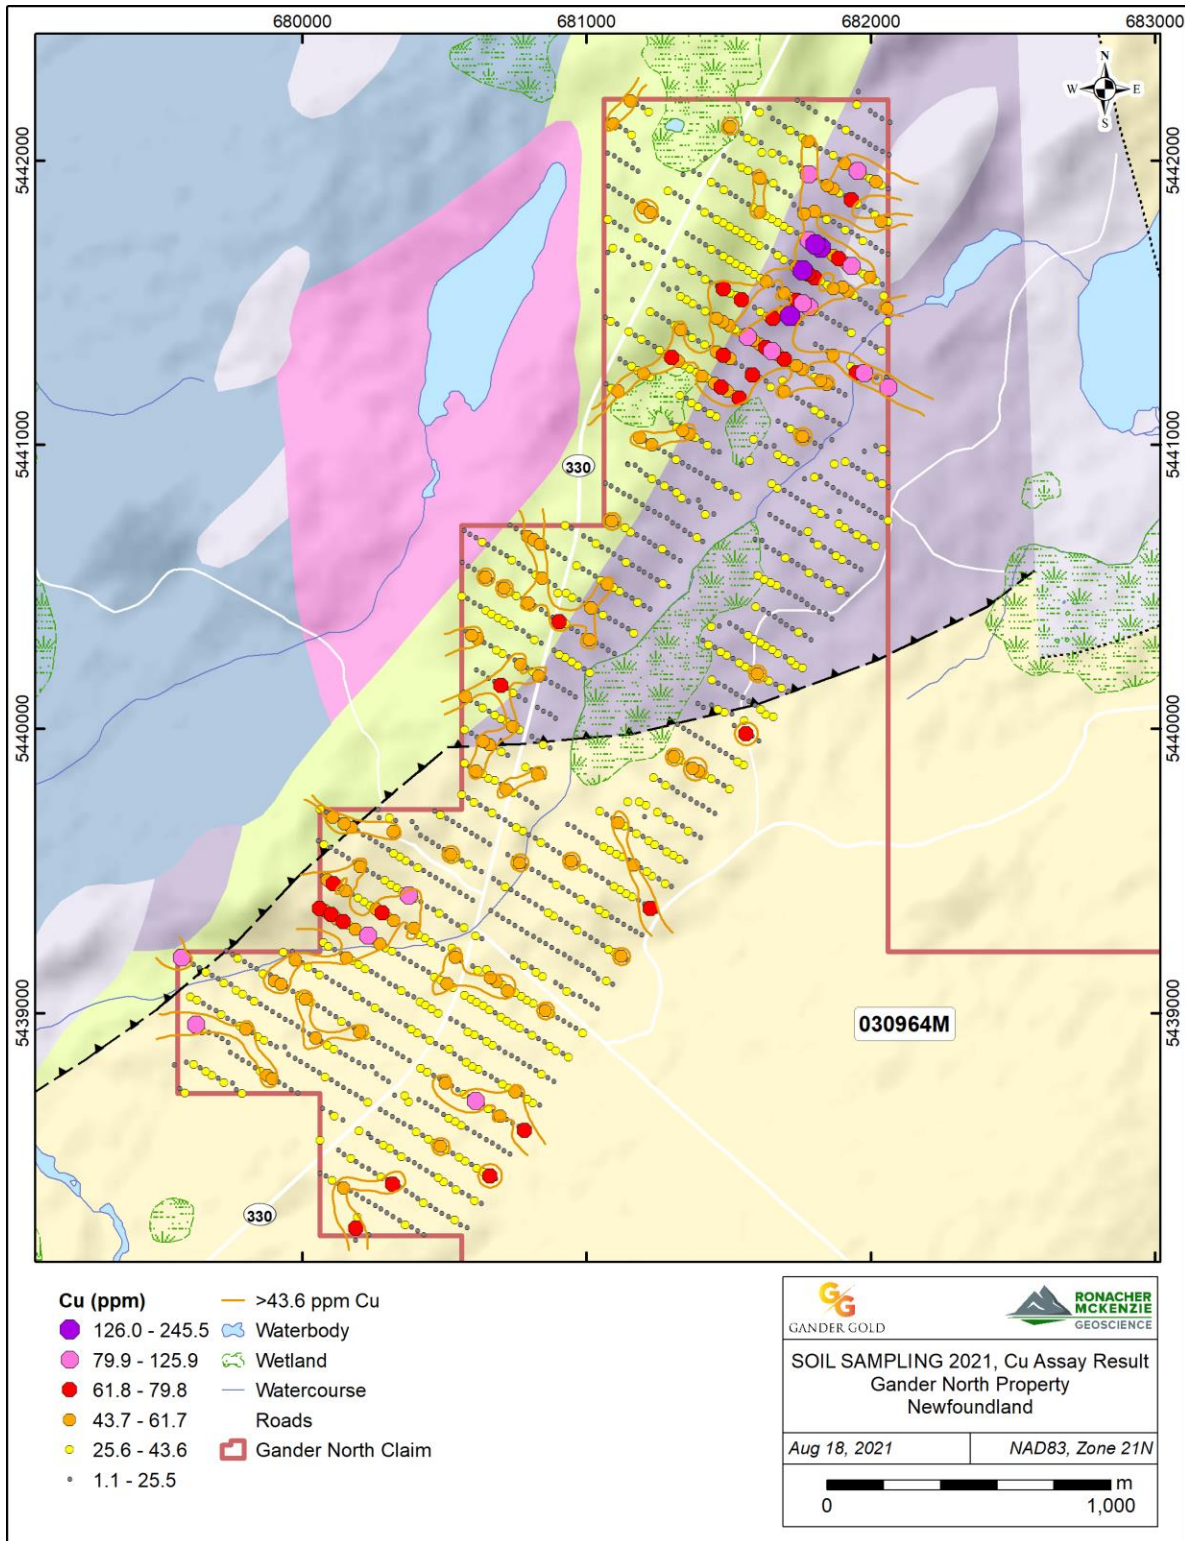 680000 681000 682000 683000
N
W E
S
5442000 5442000
5441000 5441000
330
5440000 5440000
5439000 5439000
030964M
330
Cu (ppm)
126.0 - 245.5
79.9 - 125.9
61.8 - 79.8
43.7 - 61.7
25.6 - 43.6
1.1 - 25.5
>43.6 ppm Cu
Waterbody
Wetland
Watercourse
Roads
Gander North Claim
GG
GANDER GOLD
RONACHER
MCKENZIE
GEOSCIENCE
SOIL SAMPLING 2021, Cu Assay Result
Gander North Property
Newfoundland
Aug 18, 2021 NAD83, Zone 21N
m
0 1,000